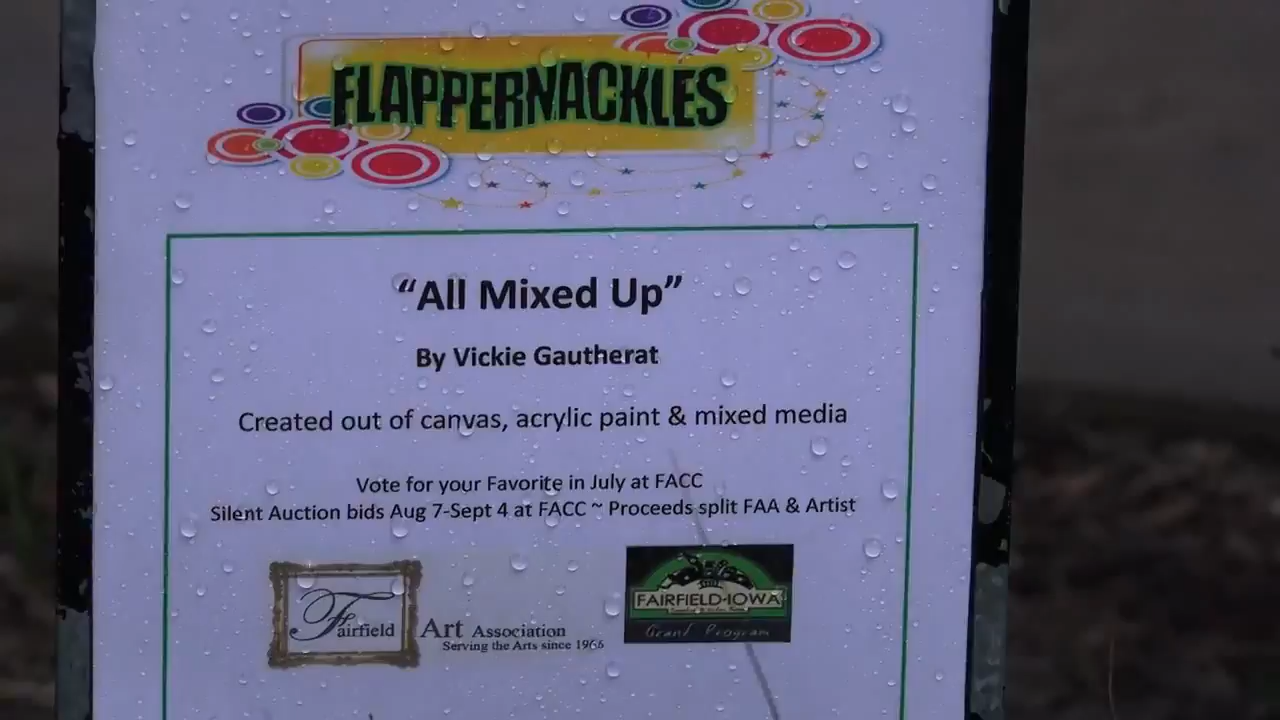 FLAPPERNACKLES
“All Mixed Up”
By Vickie Gautherat
Created out of canvas, acrylic paint & mixed media
Vote for your Favorite in July at FACC
Silent Auction bids Aug 7-Sept 4 at FACC ~ Proceeds split FAA & Artist
Fairfield Art Association
Serving the Arts since 1966
FAIRFIELD·IOWA
Grand Program